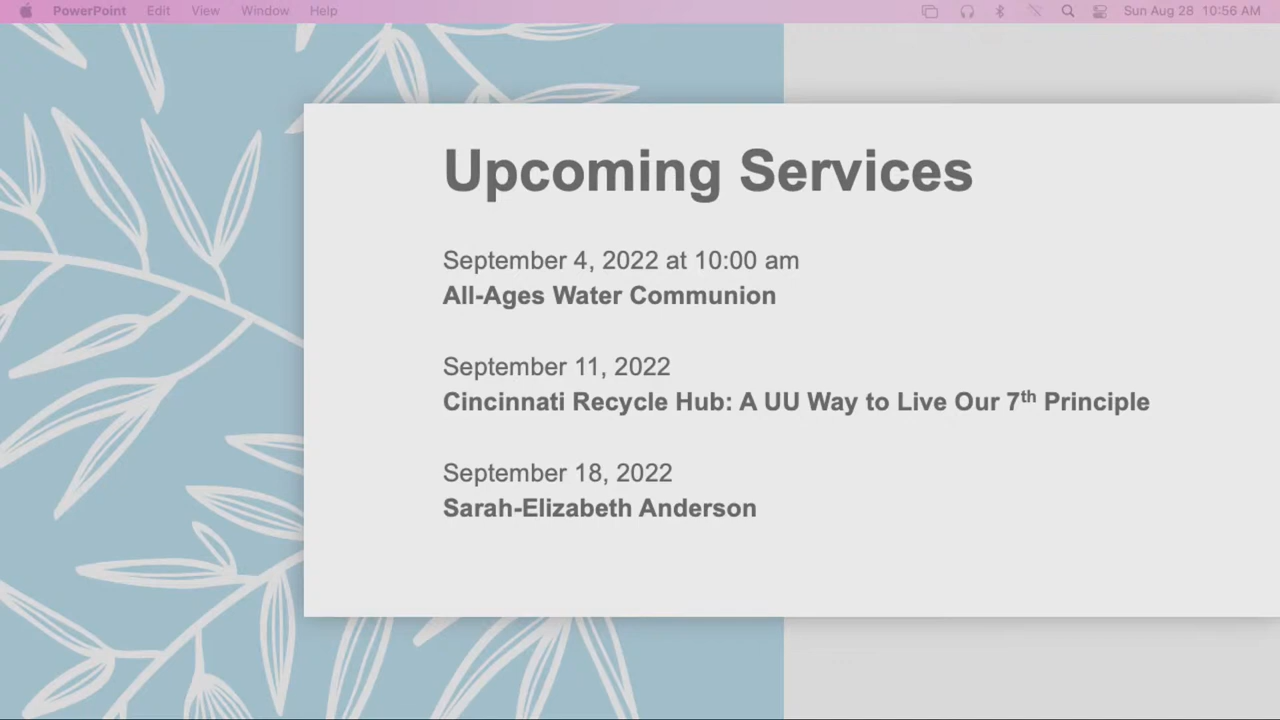 PowerPoint Edit View Window Help Sun Aug 28 10:56 AM
Upcoming Services
September 4, 2022 at 10:00 am
All-Ages Water Communion
September 11, 2022
Cincinnati Recycle Hub: A UU Way to Live Our 7th Principle
September 18, 2022
Sarah-Elizabeth Anderson